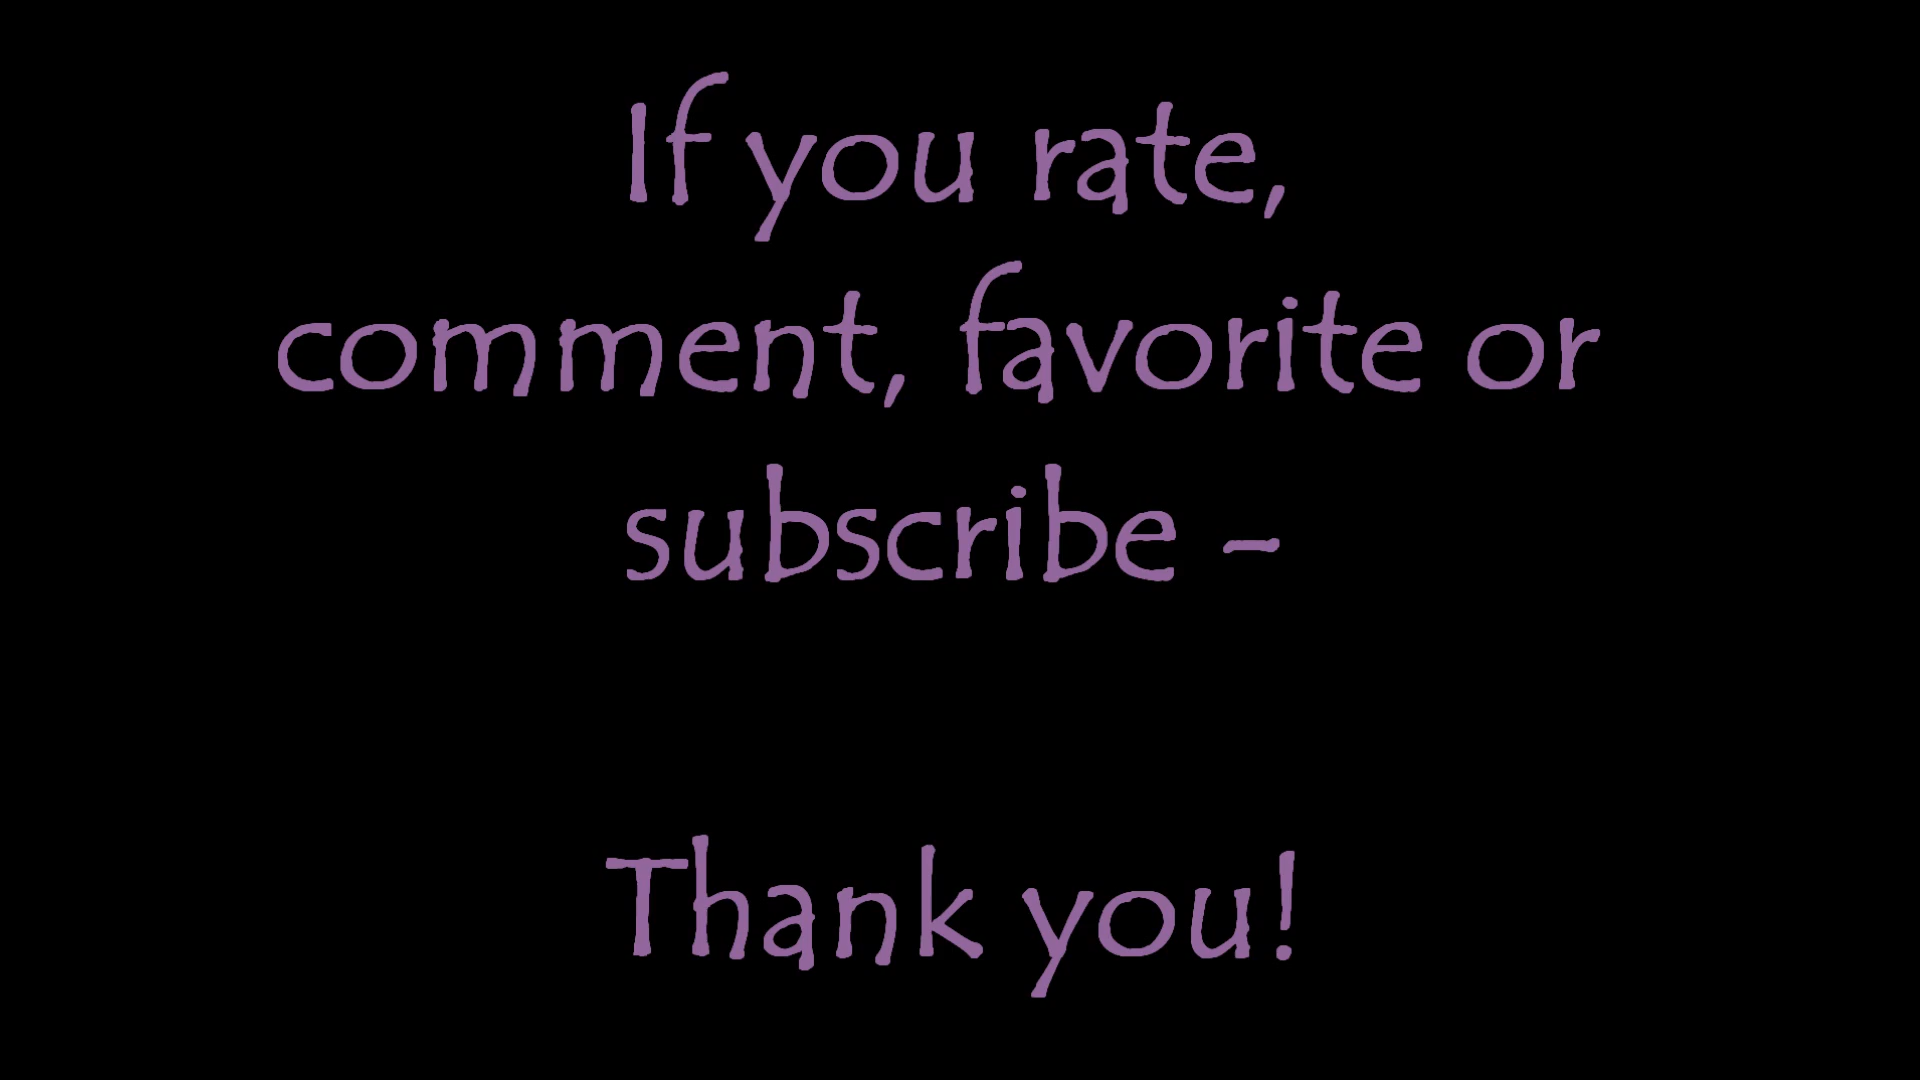 If you rate,
comment, favorite or
subscribe -
Thank you!